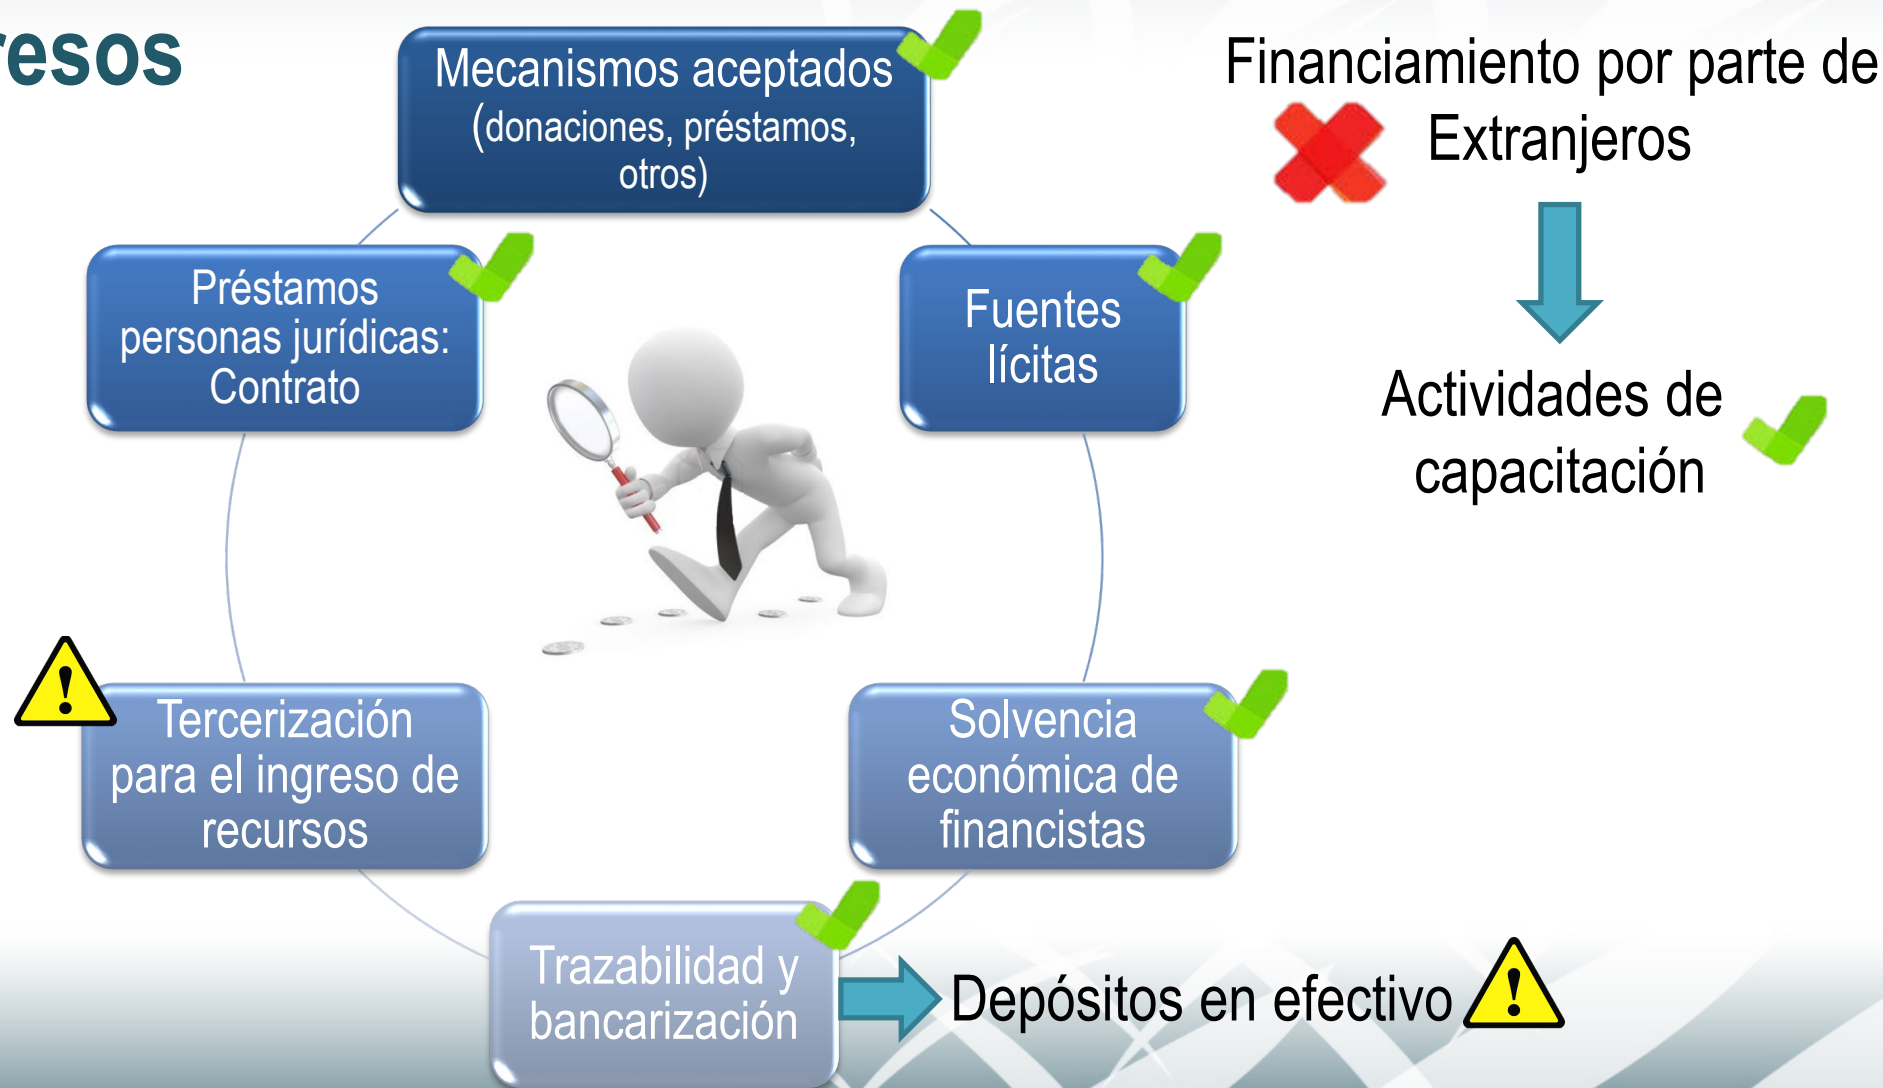 resos
Mecanismos aceptados
(donaciones, préstamos,
otros)
Préstamos
personas jurídicas:
Contrato
Fuentes
lícitas
Tercerización
para el ingreso de
recursos
Solvencia
económica de
financistas
Trazabilidad y
bancarización
Depósitos en efectivo
Financiamiento por parte de
Extranjeros
Actividades de
capacitación